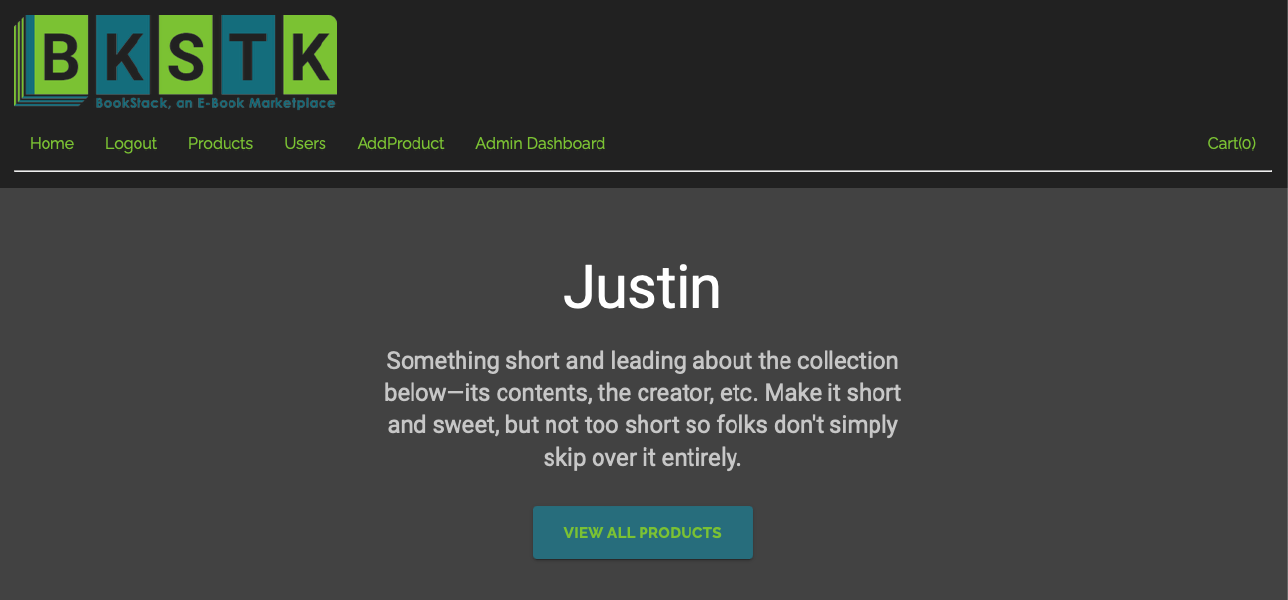 BKSTK
BookStack, an E-Book Marketplace
Home Logout Products Users AddProduct Admin Dashboard Cart(0)
Justin
Something short and leading about the collection
below—its contents, the creator, etc. Make it short
and sweet, but not too short so folks don't simply
skip over it entirely.
VIEW ALL PRODUCTS